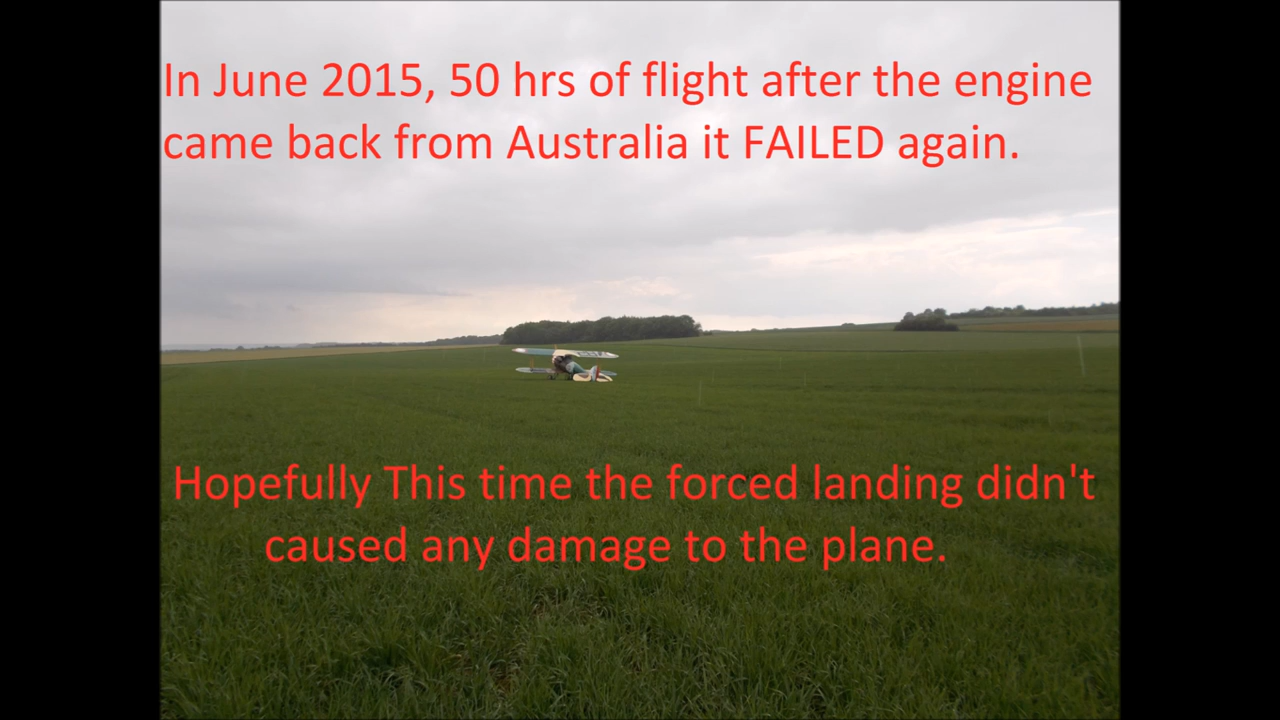 In June 2015, 50 hrs of flight after the engine
came back from Australia it FAILED again.
Hopefully This time the forced landing didn't
caused any damage to the plane.